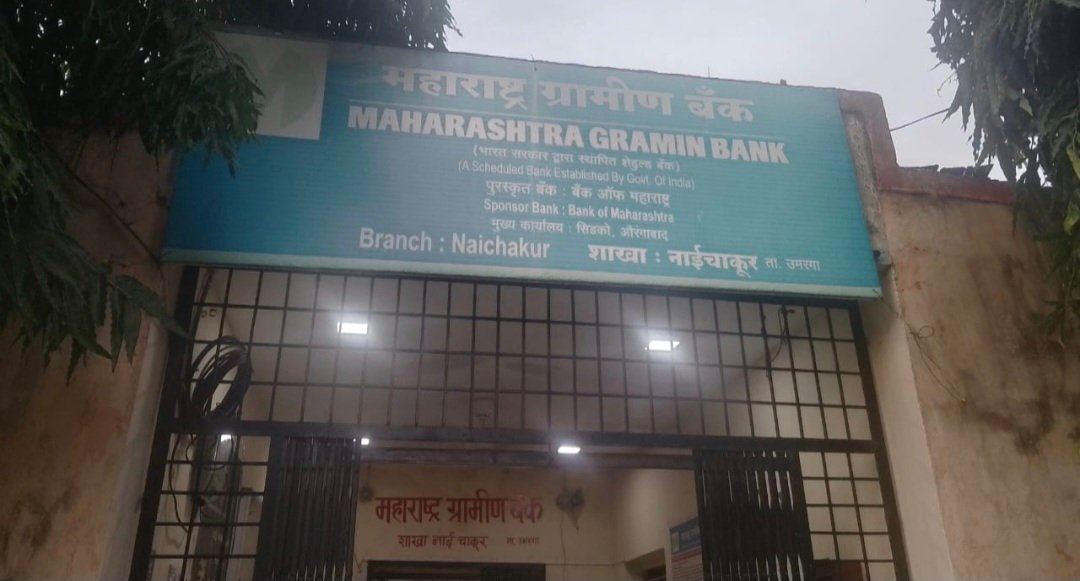 महाराष्ट्र ग्रामीण बँक
MAHARASHTRA GRAMIN BANK
(भारत सरकार द्वारा स्थापित शेडुल्ड बँक)
(A Scheduled Bank Established By Govt. Of India)
पुरस्कृत बँक : बँक ऑफ महाराष्ट्र
Sponsor Bank : Bank of Maharashtra
मुख्य कार्यालय : सिडको, औरंगाबाद
Branch : Naichakur शाखा : नाईचाकूर ता. उमरगा
महाराष्ट्र ग्रामीण बँक
शाखा नाई चाकूर ता. उमरगा